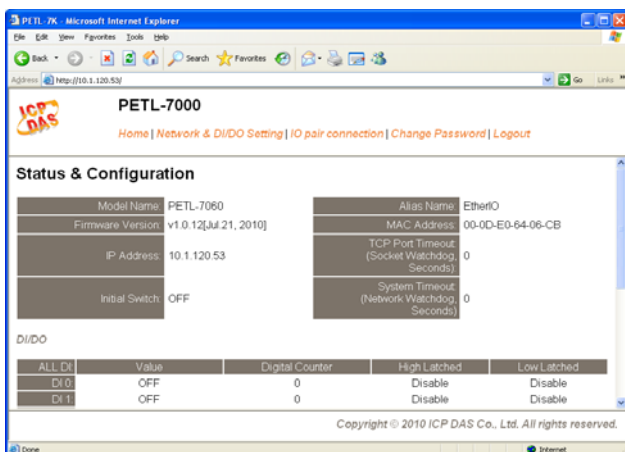 PETL-7K - Microsoft Internet Explorer
File Edit View Favorites Tools Help
Back Search Favorites
Address http://10.1.120.53/ Go Links »
ICP DAS
PETL-7000
Home | Network & DI/DO Setting | IO pair connection | Change Password | Logout
Status & Configuration
Model Name: PETL-7060 Alias Name: EtherIO
Firmware Version: v1.0.12[Jul.21, 2010] MAC Address: 00-0D-E0-64-06-CB
IP Address: 10.1.120.53 TCP Port Timeout (Socket Watchdog, Seconds): 0
Initial Switch: OFF System Timeout (Network Watchdog, Seconds) 0
DI/DO
ALL DI: Value Digital Counter High Latched Low Latched
DI 0: OFF 0 Disable Disable
DI 1: OFF 0 Disable Disable
Copyright © 2010 ICP DAS Co., Ltd. All rights reserved.
Done Internet